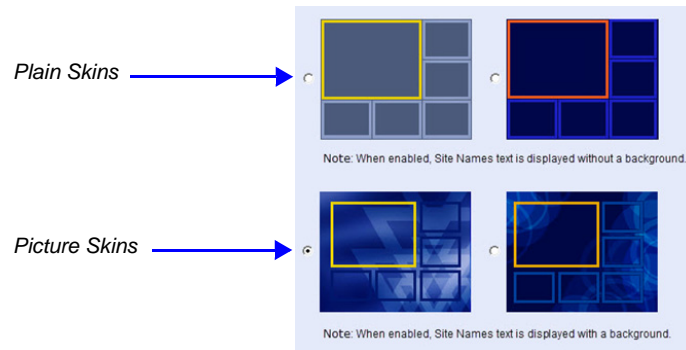 Plain Skins
Note: When enabled, Site Names text is displayed without a background.
Picture Skins
Note: When enabled, Site Names text is displayed with a background.